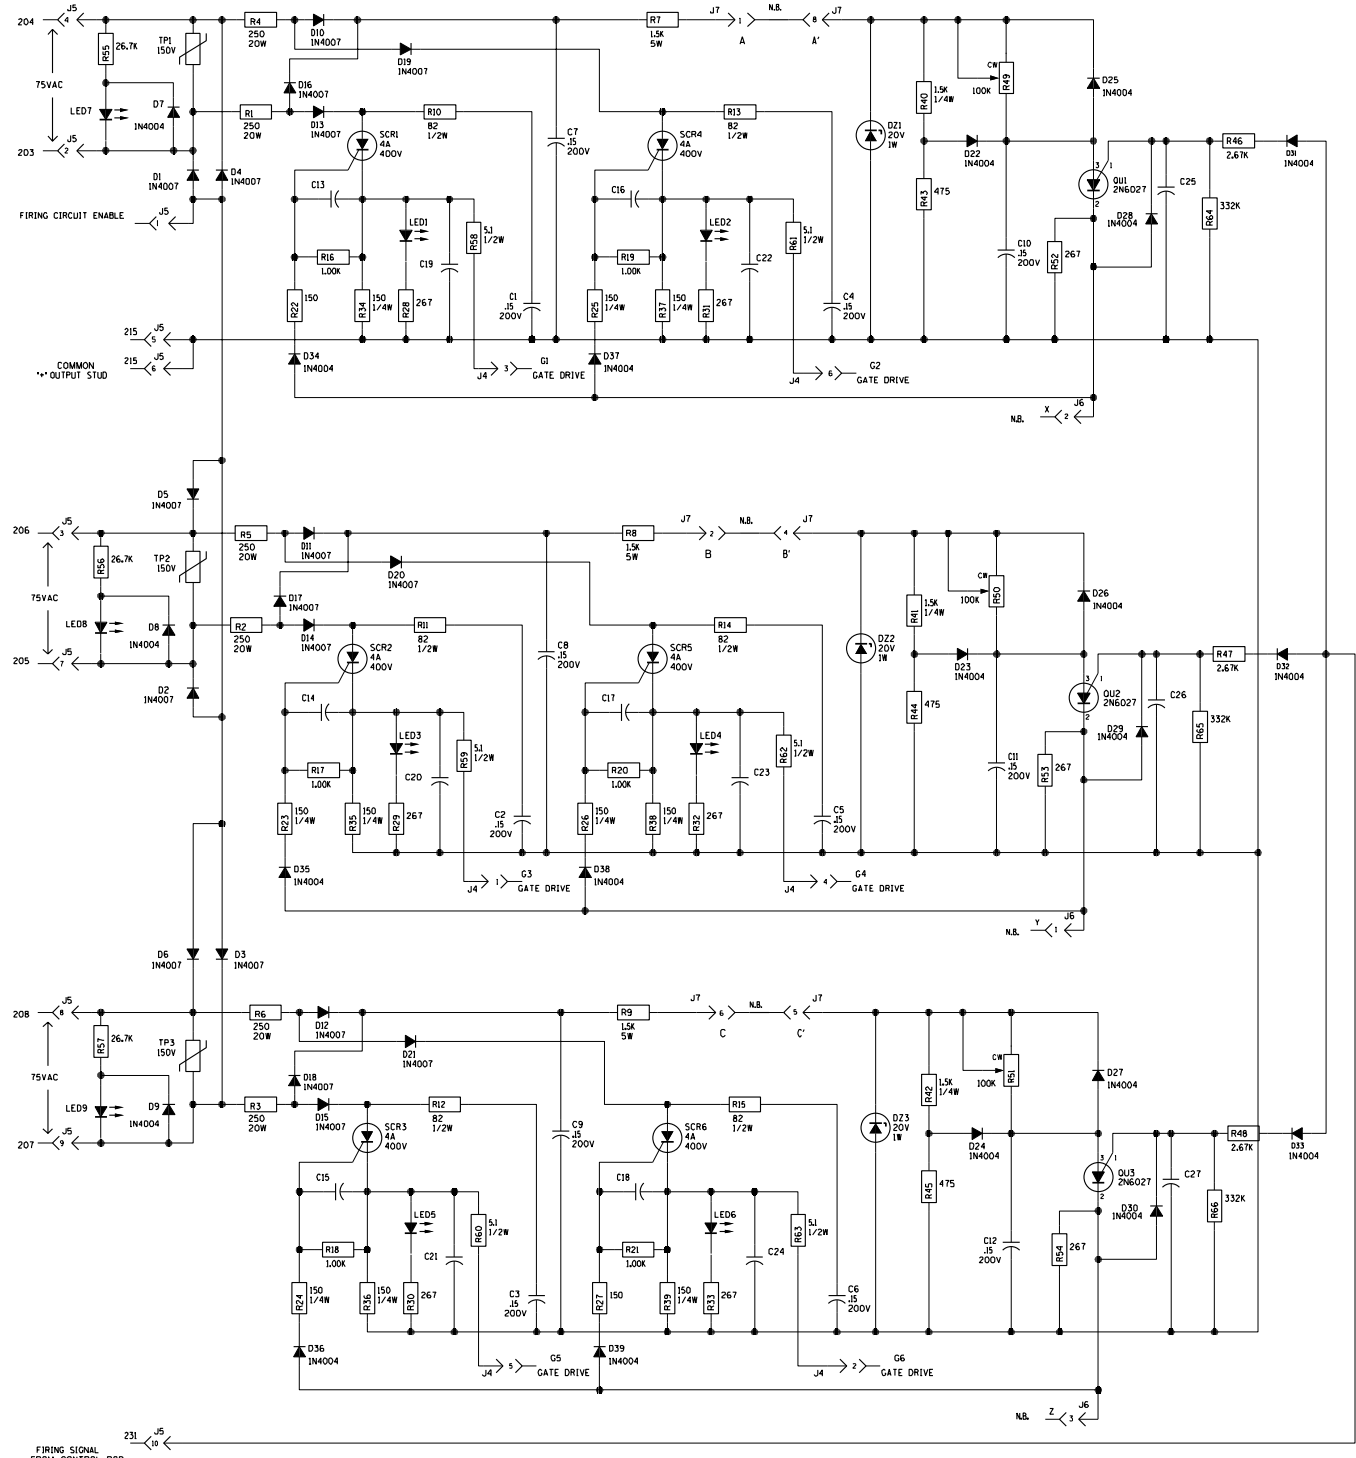 204 J5 4
R55 26.7K
TP1 150V
R4 250 20W
D10 1N4007
D19 1N4007
R7 1.5K 5W
J7 1 A
N.B.
8 J7 A'
75VAC
LED7
D7 1N4004
R1 250 20W
D16 1N4007
D13 1N4007
R10 82 1/2W
SCR1 4A 400V
C7 .15 200V
SCR4 4A 400V
R13 82 1/2W
DZ1 20V 1W
R40 1.5K 1/4W
CW 100K R49
D25 1N4004
D22 1N4004
QU1 2N6027
3 1 2
R46 2.67K
D31 1N4004
203 J5 2
D1 1N4007
D4 1N4007
FIRING CIRCUIT ENABLE
J5 1
C13
LED1
R58 5.1 1/2W
R16 1.00K
C19
R22 150
R34 150 1/4W
R28 267
C1 .15 200V
C16
LED2
R61 5.1 1/2W
R19 1.00K
C22
R25 150 1/4W
R37 150 1/4W
R31 267
C4 .15 200V
R43 475
C10 .15 200V
R52 267
D28 1N4004
C25
R64 332K
215 J5 5
215 J5 6
COMMON
"+" OUTPUT STUD
D34 1N4004
J4 3 G1
GATE DRIVE
D37 1N4004
J4 6 G2
GATE DRIVE
N.B. X 2 J6
D5 1N4007
206 J5 3
R56 26.7K
TP2 150V
R5 250 20W
D11 1N4007
D20 1N4007
R8 1.5K 5W
J7 2 B
N.B.
4 J7 B'
75VAC
LED8
D8 1N4004
R2 250 20W
D17 1N4007
D14 1N4007
R11 82 1/2W
SCR2 4A 400V
C8 .15 200V
SCR5 4A 400V
R14 82 1/2W
DZ2 20V 1W
R41 1.5K 1/4W
CW 100K R50
D26 1N4004
D23 1N4004
QU2 2N6027
3 1 2
R47 2.67K
D32 1N4004
205 J5 7
D2 1N4007
C14
LED3
R59 5.1 1/2W
R17 1.00K
C20
R23 150 1/4W
R35 150 1/4W
R29 267
C2 .15 200V
C17
LED4
R62 5.1 1/2W
R20 1.00K
C23
R26 150 1/4W
R38 150 1/4W
R32 267
C5 .15 200V
R44 475
C11 .15 200V
R53 267
D29 1N4004
C26
R65 332K
D35 1N4004
J4 1 G3
GATE DRIVE
D38 1N4004
J4 4 G4
GATE DRIVE
N.B. Y 1 J6
D6 1N4007
D3 1N4007
208 J5 8
R57 26.7K
TP3 150V
R6 250 20W
D12 1N4007
D21 1N4007
R9 1.5K 5W
J7 6 C
N.B.
5 J7 C'
75VAC
LED9
D9 1N4004
R3 250 20W
D18 1N4007
D15 1N4007
R12 82 1/2W
SCR3 4A 400V
C9 .15 200V
SCR6 4A 400V
R15 82 1/2W
DZ3 20V 1W
R42 1.5K 1/4W
CW 100K R51
D27 1N4004
D24 1N4004
QU3 2N6027
3 1 2
R48 2.67K
D33 1N4004
207 J5 9
C15
LED5
R60 5.1 1/2W
R18 1.00K
C21
R24 150 1/4W
R36 150 1/4W
R30 267
C3 .15 200V
C18
LED6
R63 5.1 1/2W
R21 1.00K
C24
R27 150
R39 150 1/4W
R33 267
C6 .15 200V
R45 475
C12 .15 200V
R54 267
D30 1N4004
C27
R66 332K
D36 1N4004
J4 5 G5
GATE DRIVE
D39 1N4004
J4 2 G6
GATE DRIVE
N.B. Z 3 J6
231 J5 10
FIRING SIGNAL